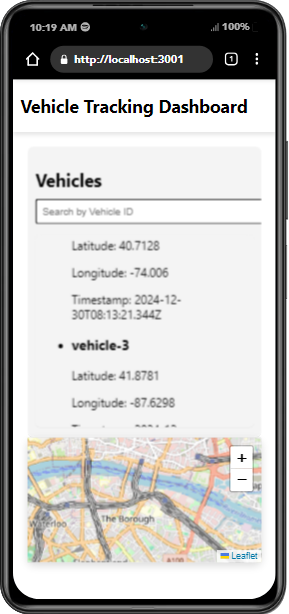 10:19 AM
100%
http://localhost:3001
1
Vehicle Tracking Dashboard
Vehicles
Search by Vehicle ID
Latitude: 40.7128
Longitude: -74.006
Timestamp: 2024-12-
30T08:13:21.344Z
• vehicle-3
Latitude: 41.8781
Longitude: -87.6298
+
−
Waterloo
The Borough
A100
Leaflet